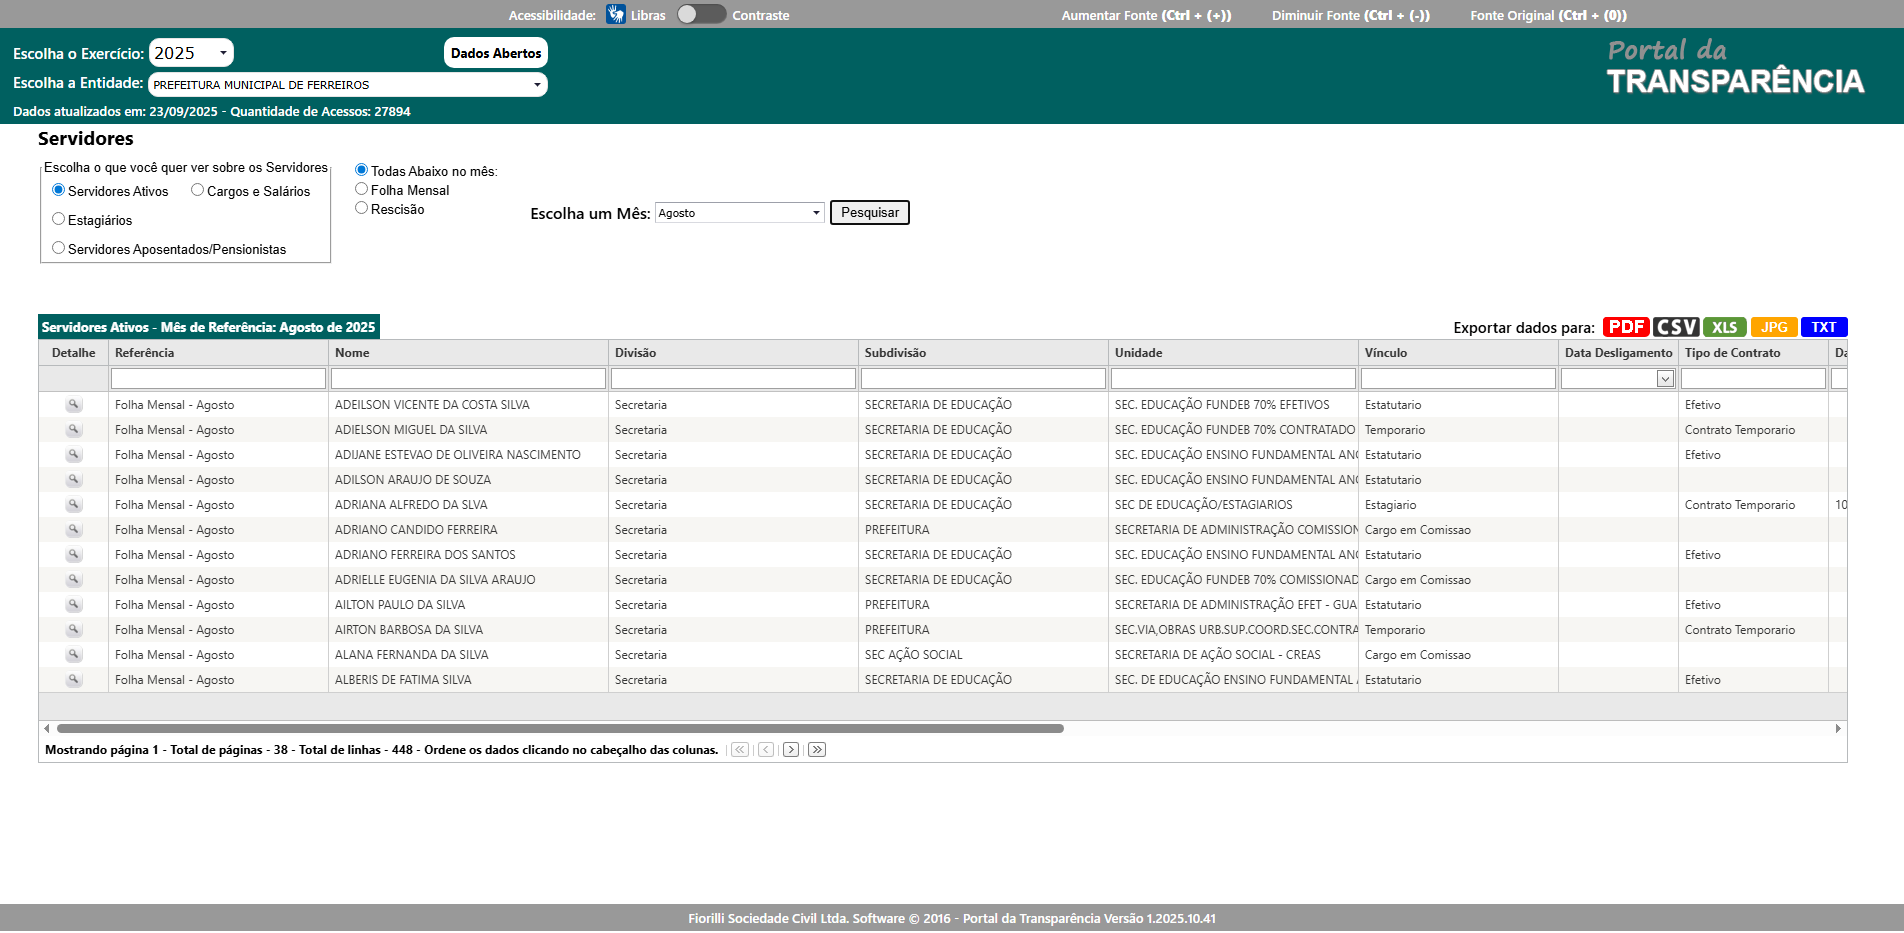 Acessibilidade: Libras Contraste Aumentar Fonte (Ctrl + (+)) Diminuir Fonte (Ctrl + (-)) Fonte Original (Ctrl + (0))
Escolha o Exercício: 2025 Dados Abertos
Escolha a Entidade: PREFEITURA MUNICIPAL DE FERREIROS
Dados atualizados em: 23/09/2025 - Quantidade de Acessos: 27894
Portal da
TRANSPARÊNCIA
Servidores
Escolha o que você quer ver sobre os Servidores
Servidores Ativos Cargos e Salários
Estagiários
Servidores Aposentados/Pensionistas
Todas Abaixo no mês:
Folha Mensal
Rescisão
Escolha um Mês: Agosto Pesquisar
Servidores Ativos - Mês de Referência: Agosto de 2025 Exportar dados para: PDF CSV XLS JPG TXT
Detalhe Referência Nome Divisão Subdivisão Unidade Vínculo Data Desligamento Tipo de Contrato Da
Folha Mensal - Agosto ADEILSON VICENTE DA COSTA SILVA Secretaria SECRETARIA DE EDUCAÇÃO SEC. EDUCAÇÃO FUNDEB 70% EFETIVOS Estatutario Efetivo
Folha Mensal - Agosto ADIELSON MIGUEL DA SILVA Secretaria SECRETARIA DE EDUCAÇÃO SEC. EDUCAÇÃO FUNDEB 70% CONTRATADO Temporario Contrato Temporario
Folha Mensal - Agosto ADIJANE ESTEVAO DE OLIVEIRA NASCIMENTO Secretaria SECRETARIA DE EDUCAÇÃO SEC. EDUCAÇÃO ENSINO FUNDAMENTAL ANO Estatutario Efetivo
Folha Mensal - Agosto ADILSON ARAUJO DE SOUZA Secretaria SECRETARIA DE EDUCAÇÃO SEC. EDUCAÇÃO ENSINO FUNDAMENTAL ANO Estatutario
Folha Mensal - Agosto ADRIANA ALFREDO DA SLVA Secretaria SECRETARIA DE EDUCAÇÃO SEC DE EDUCAÇÃO/ESTAGIARIOS Estagiario Contrato Temporario 10
Folha Mensal - Agosto ADRIANO CANDIDO FERREIRA Secretaria PREFEITURA SECRETARIA DE ADMINISTRAÇÃO COMISSION Cargo em Comissao
Folha Mensal - Agosto ADRIANO FERREIRA DOS SANTOS Secretaria SECRETARIA DE EDUCAÇÃO SEC. EDUCAÇÃO ENSINO FUNDAMENTAL ANO Estatutario Efetivo
Folha Mensal - Agosto ADRIELLE EUGENIA DA SILVA ARAUJO Secretaria SECRETARIA DE EDUCAÇÃO SEC. EDUCAÇÃO FUNDEB 70% COMISSIONAD Cargo em Comissao
Folha Mensal - Agosto AILTON PAULO DA SILVA Secretaria PREFEITURA SECRETARIA DE ADMINISTRAÇÃO EFET - GUA Estatutario Efetivo
Folha Mensal - Agosto AIRTON BARBOSA DA SILVA Secretaria PREFEITURA SEC.VIA,OBRAS URB.SUP.COORD.SEC.CONTRA Temporario Contrato Temporario
Folha Mensal - Agosto ALANA FERNANDA DA SILVA Secretaria SEC AÇÃO SOCIAL SECRETARIA DE AÇÃO SOCIAL - CREAS Cargo em Comissao
Folha Mensal - Agosto ALBERIS DE FATIMA SILVA Secretaria SECRETARIA DE EDUCAÇÃO SEC. DE EDUCAÇÃO ENSINO FUNDAMENTAL Estatutario Efetivo
Mostrando página 1 - Total de páginas - 38 - Total de linhas - 448 - Ordene os dados clicando no cabeçalho das colunas.
Fiorilli Sociedade Civil Ltda. Software © 2016 - Portal da Transparência Versão 1.2025.10.41